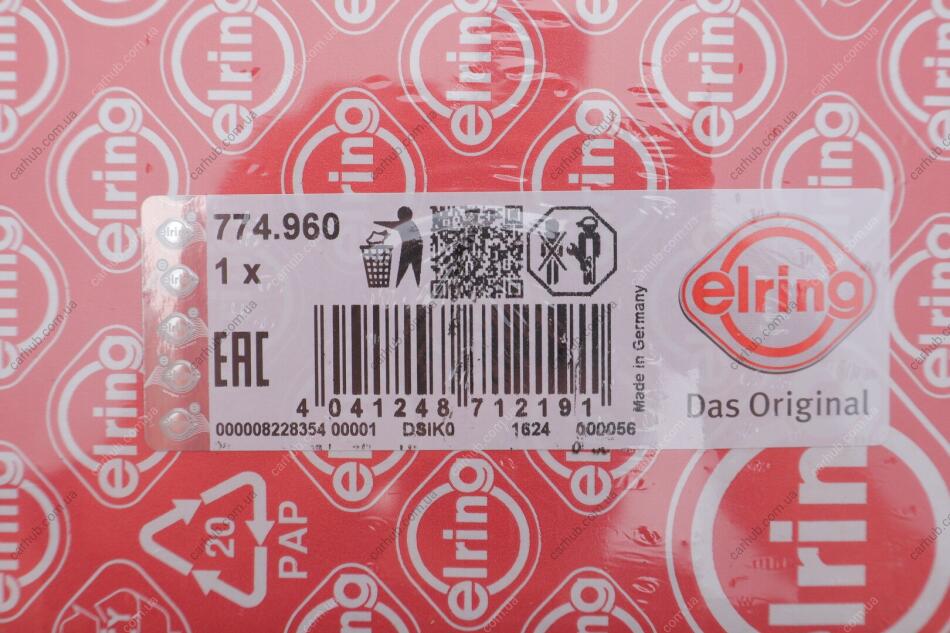 774.960
1 x
EAC
4 041248 712191
000008228354 00001 DSIK0 1624 000056
Made in Germany
elring
Das Original
20
PAP
elring
carhub.com.ua